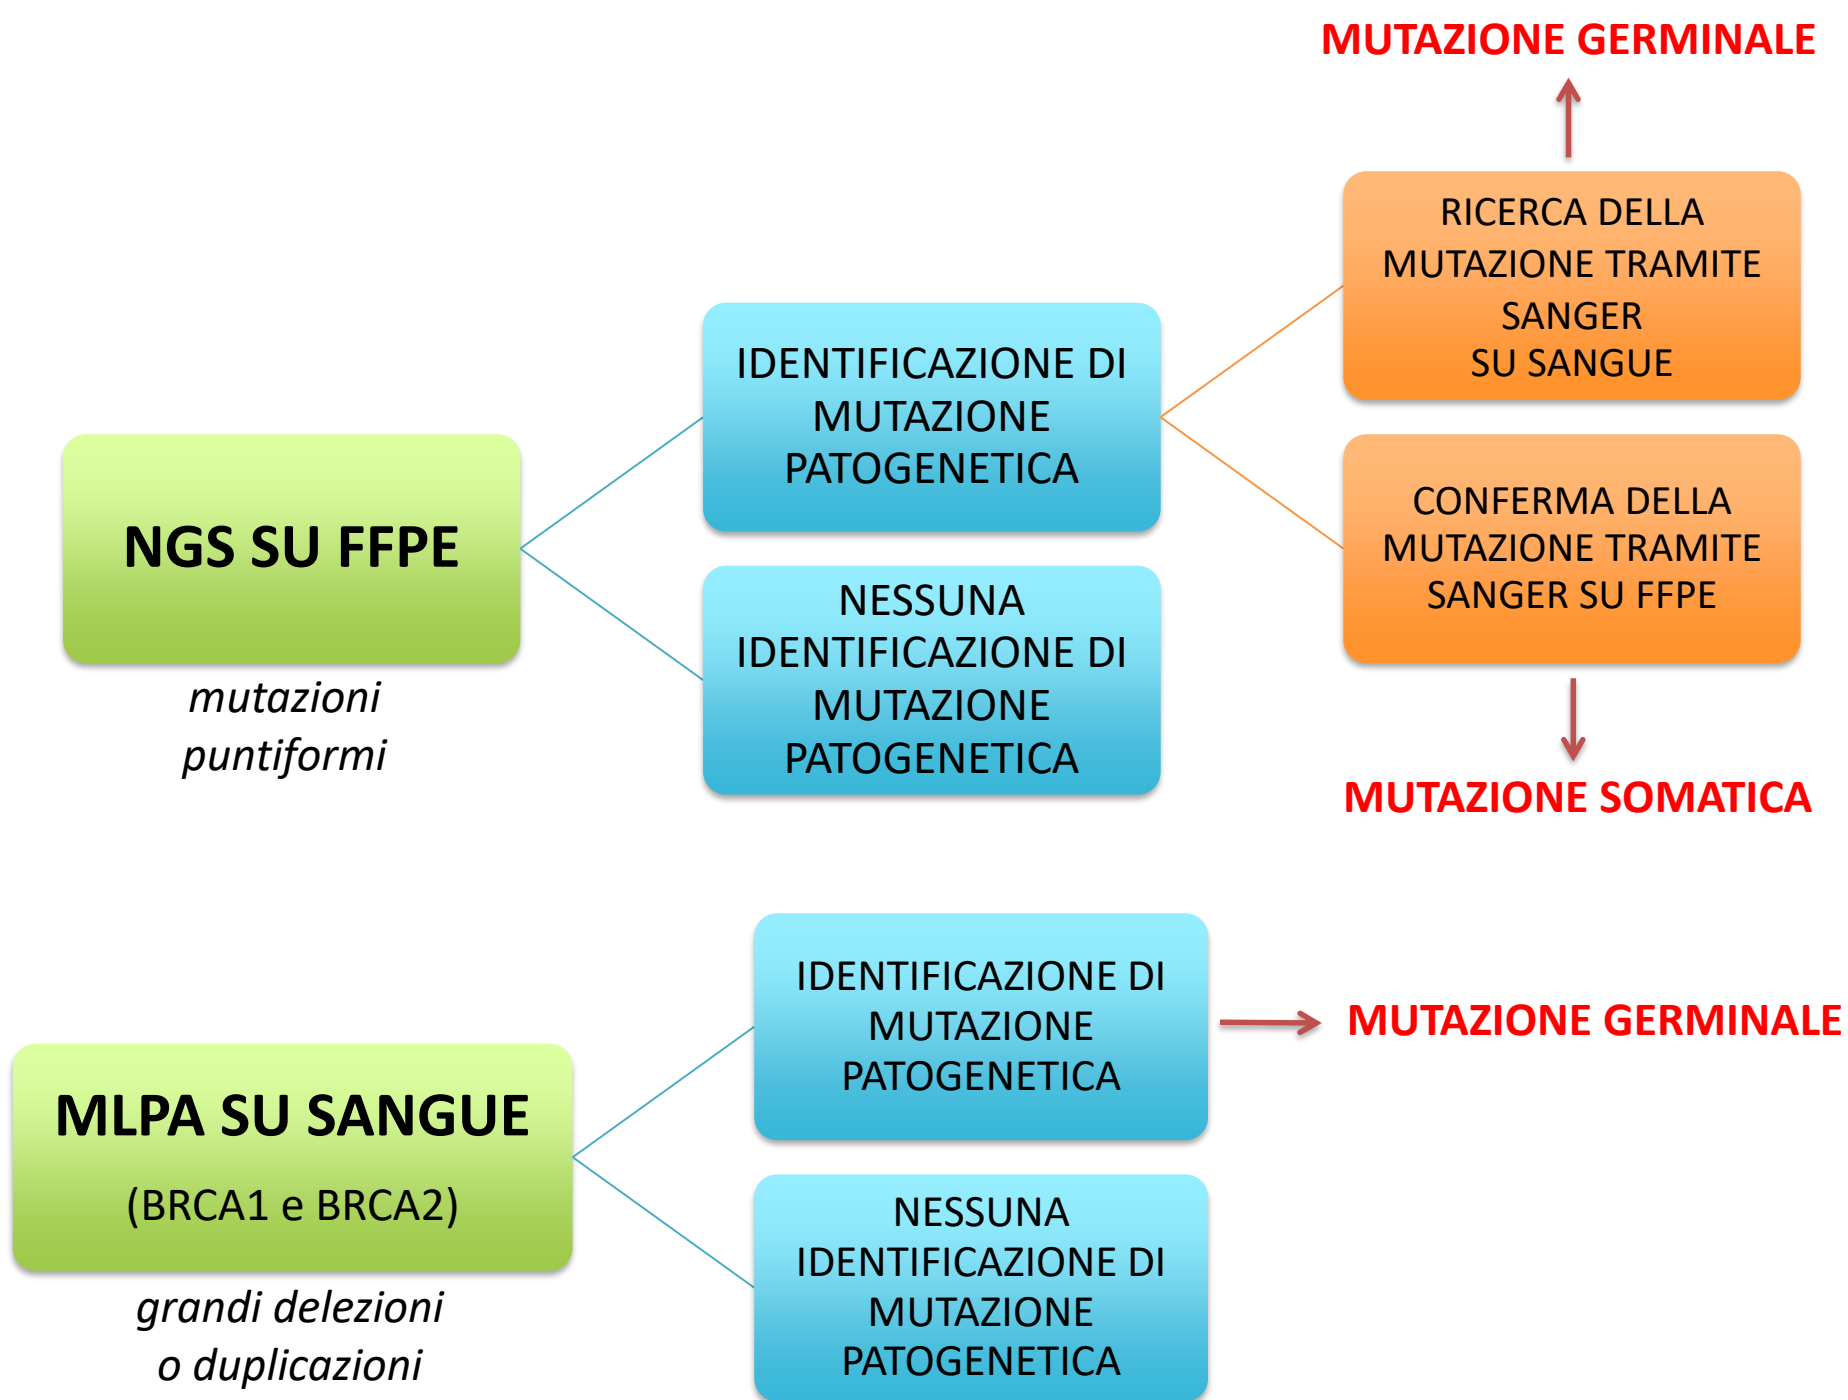 MUTAZIONE GERMINALE
RICERCA DELLA
MUTAZIONE TRAMITE
SANGER
SU SANGUE
IDENTIFICAZIONE DI
MUTAZIONE
PATOGENETICA
NGS SU FFPE
mutazioni
puntiformi
CONFERMA DELLA
MUTAZIONE TRAMITE
SANGER SU FFPE
NESSUNA
IDENTIFICAZIONE DI
MUTAZIONE
PATOGENETICA
MUTAZIONE SOMATICA
IDENTIFICAZIONE DI
MUTAZIONE
PATOGENETICA
MUTAZIONE GERMINALE
MLPA SU SANGUE
(BRCA1 e BRCA2)
grandi delezioni
o duplicazioni
NESSUNA
IDENTIFICAZIONE DI
MUTAZIONE
PATOGENETICA